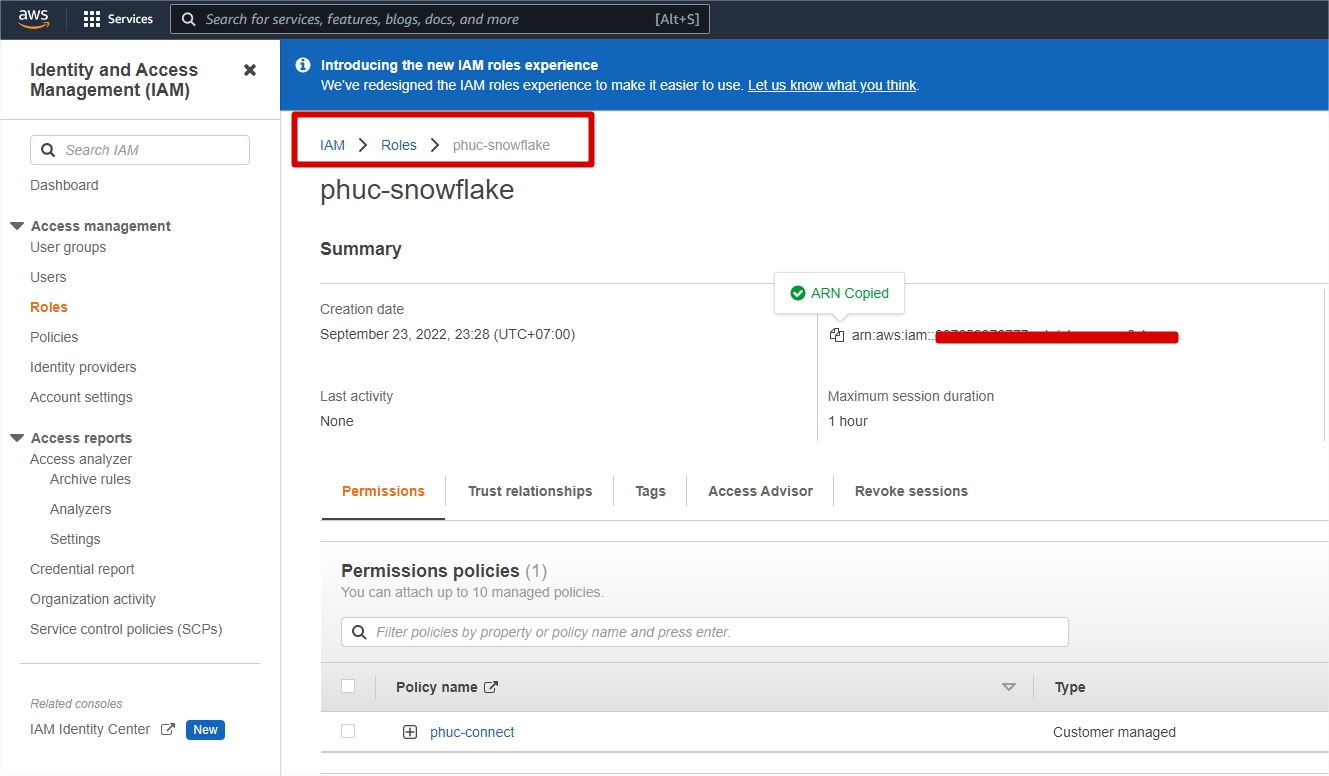 aws
Services
Search for services, features, blogs, docs, and more
[Alt+S]
Identity and Access
Management (IAM)
Search IAM
Dashboard
Access management
User groups
Users
Roles
Policies
Identity providers
Account settings
Access reports
Access analyzer
Archive rules
Analyzers
Settings
Credential report
Organization activity
Service control policies (SCPs)
Related consoles
IAM Identity Center
New
Introducing the new IAM roles experience
We've redesigned the IAM roles experience to make it easier to use. Let us know what you think.
IAM > Roles > phuc-snowflake
phuc-snowflake
Summary
ARN Copied
Creation date
September 23, 2022, 23:28 (UTC+07:00)
arn:aws:iam::
Last activity
None
Maximum session duration
1 hour
Permissions
Trust relationships
Tags
Access Advisor
Revoke sessions
Permissions policies (1)
You can attach up to 10 managed policies.
Filter policies by property or policy name and press enter.
Policy name
Type
phuc-connect
Customer managed